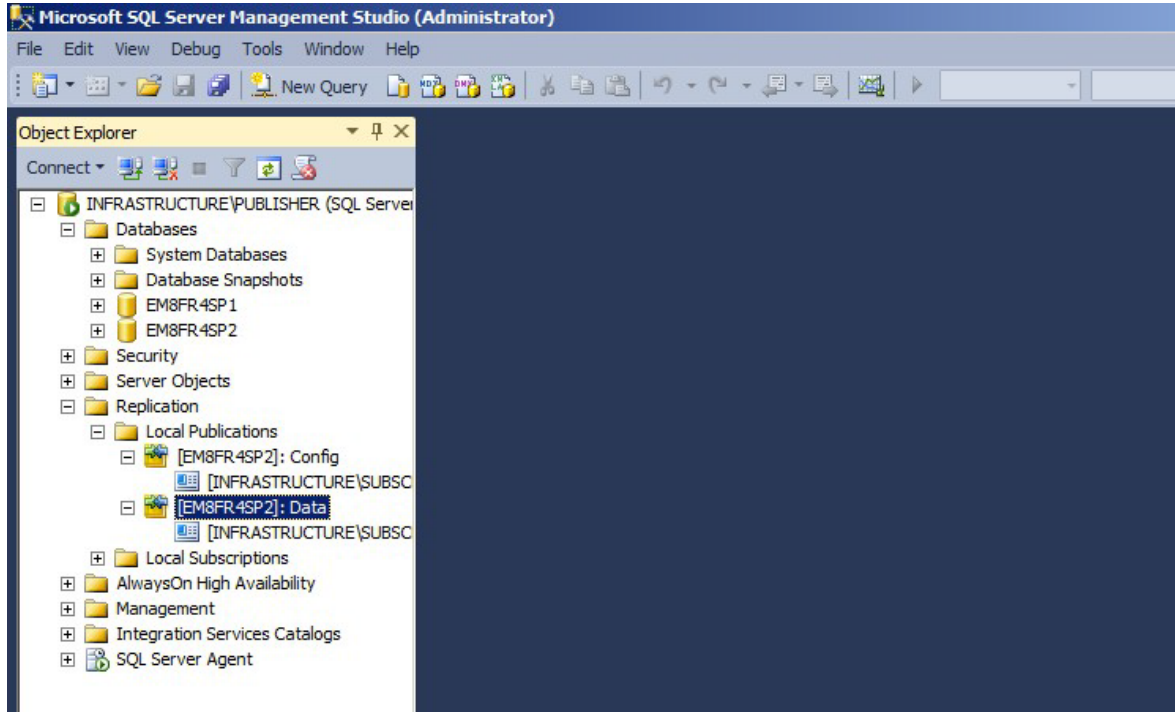 Microsoft SQL Server Management Studio (Administrator)
File Edit View Debug Tools Window Help
New Query
Object Explorer
Connect
INFRASTRUCTURE\PUBLISHER (SQL Server
Databases
System Databases
Database Snapshots
EM8FR4SP1
EM8FR4SP2
Security
Server Objects
Replication
Local Publications
[EM8FR4SP2]: Config
[INFRASTRUCTURE\SUBSC
[EM8FR4SP2]: Data
[INFRASTRUCTURE\SUBSC
Local Subscriptions
AlwaysOn High Availability
Management
Integration Services Catalogs
SQL Server Agent